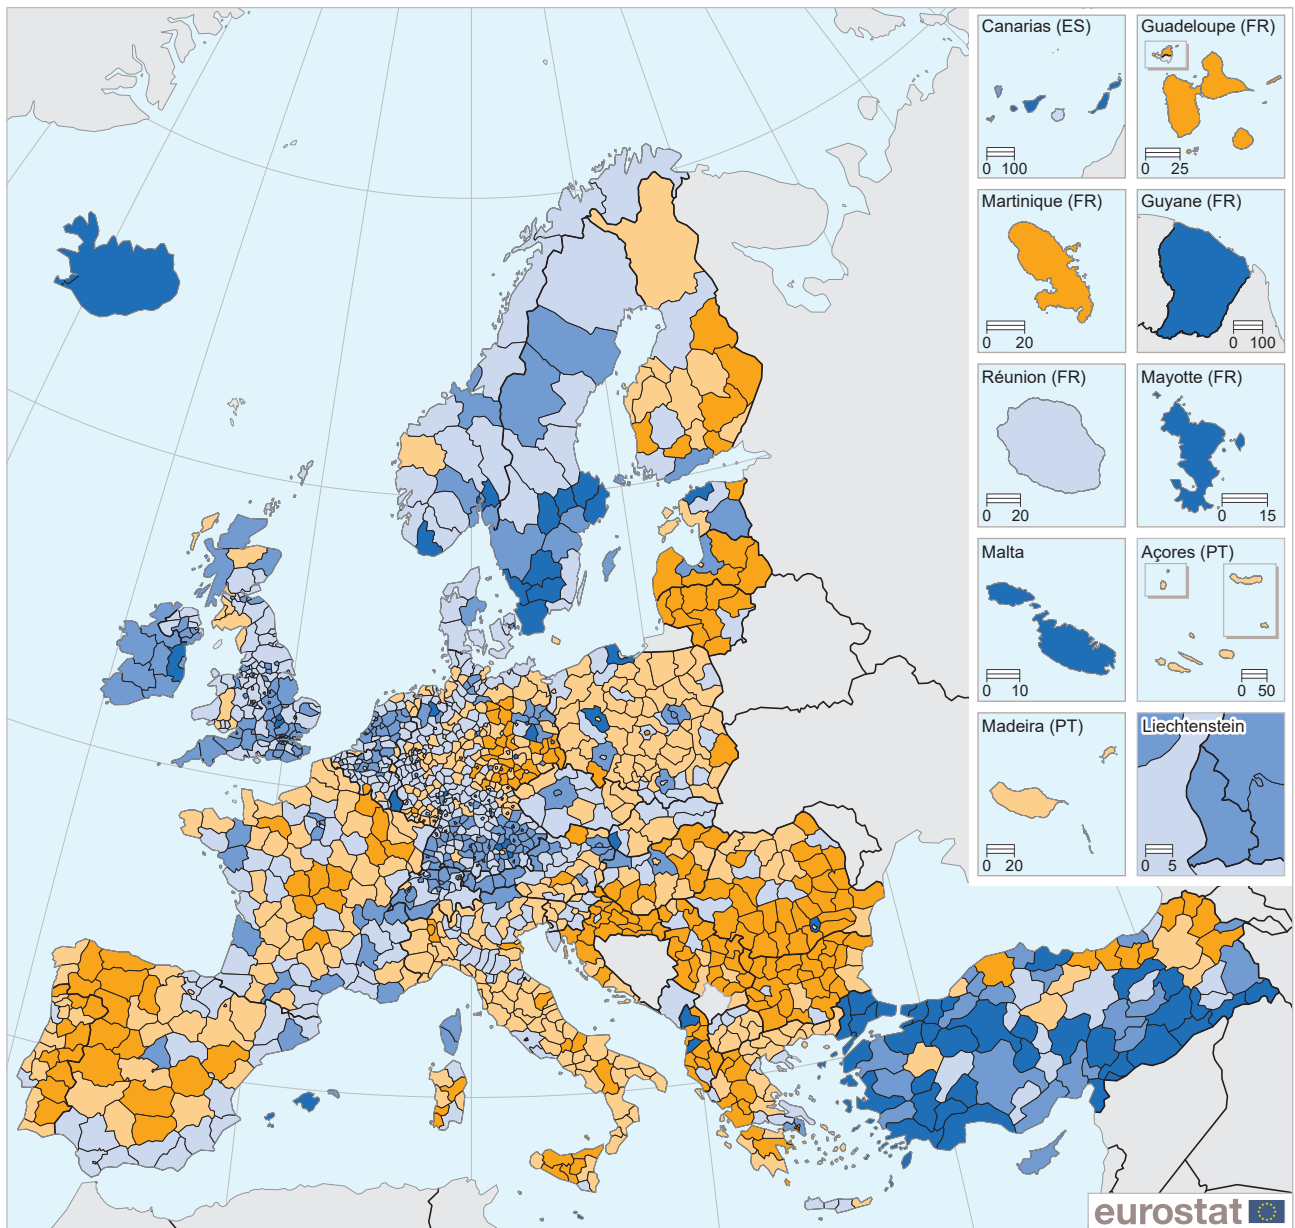 Canarias (ES)
0 100
Guadeloupe (FR)
0 25
Martinique (FR)
0 20
Guyane (FR)
0 100
Réunion (FR)
0 20
Mayotte (FR)
0 15
Malta
0 10
Açores (PT)
0 50
Madeira (PT)
0 20
Liechtenstein
0 5
eurostat